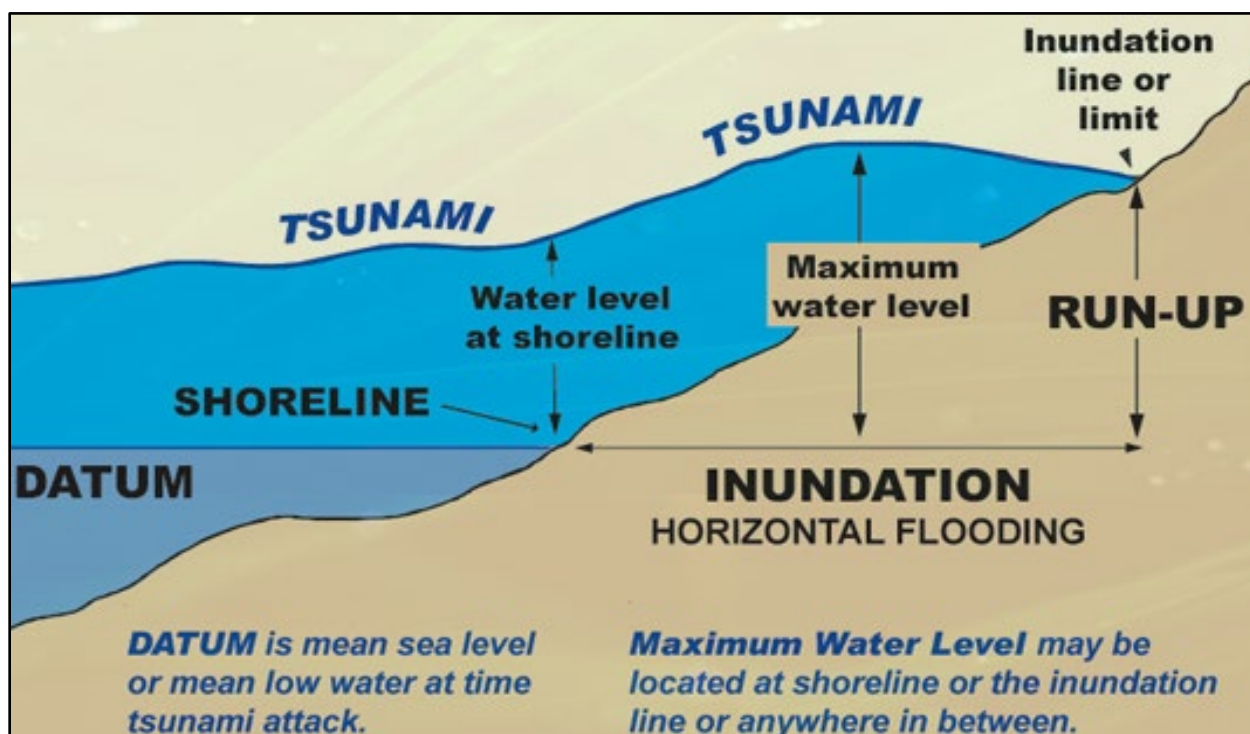 Inundation
line or
limit
TSUNAMI
TSUNAMI
Maximum
water level
Water level
at shoreline
RUN-UP
SHORELINE
DATUM
INUNDATION
HORIZONTAL FLOODING
DATUM is mean sea level
or mean low water at time
tsunami attack.
Maximum Water Level may be
located at shoreline or the inundation
line or anywhere in between.